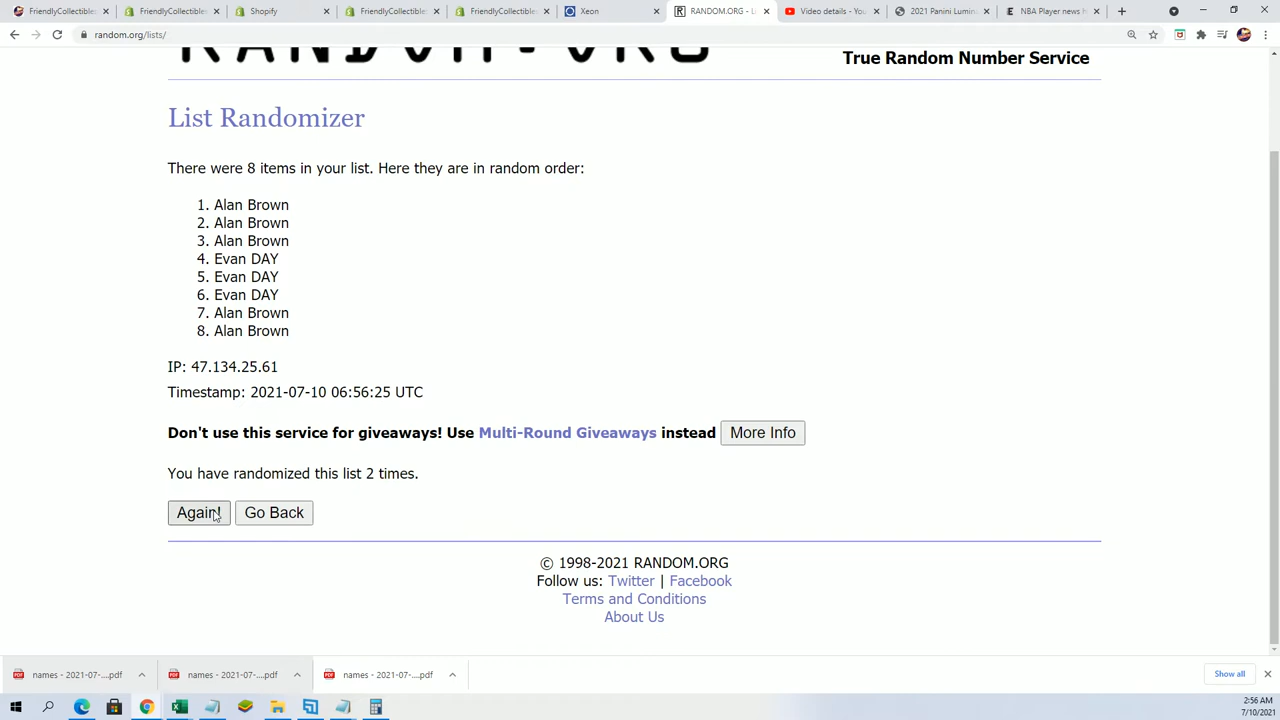 FriendlyCollectible
FriendlyCollectible
Shopify
FriendlyCollectible
FriendlyCollectible
Xeon
RANDOM.ORG - L
Video details - You
2021 Panini Lumin
NBA Player news
random.org/lists/
RANDOM.ORG
True Random Number Service
List Randomizer
There were 8 items in your list. Here they are in random order:
1. Alan Brown
2. Alan Brown
3. Alan Brown
4. Evan DAY
5. Evan DAY
6. Evan DAY
7. Alan Brown
8. Alan Brown
IP: 47.134.25.61
Timestamp: 2021-07-10 06:56:25 UTC
Don't use this service for giveaways! Use Multi-Round Giveaways instead More Info
You have randomized this list 2 times.
Again! Go Back
© 1998-2021 RANDOM.ORG
Follow us: Twitter | Facebook
Terms and Conditions
About Us
names - 2021-07-....pdf names - 2021-07-....pdf names - 2021-07-....pdf Show all
2:56 AM
7/10/2021